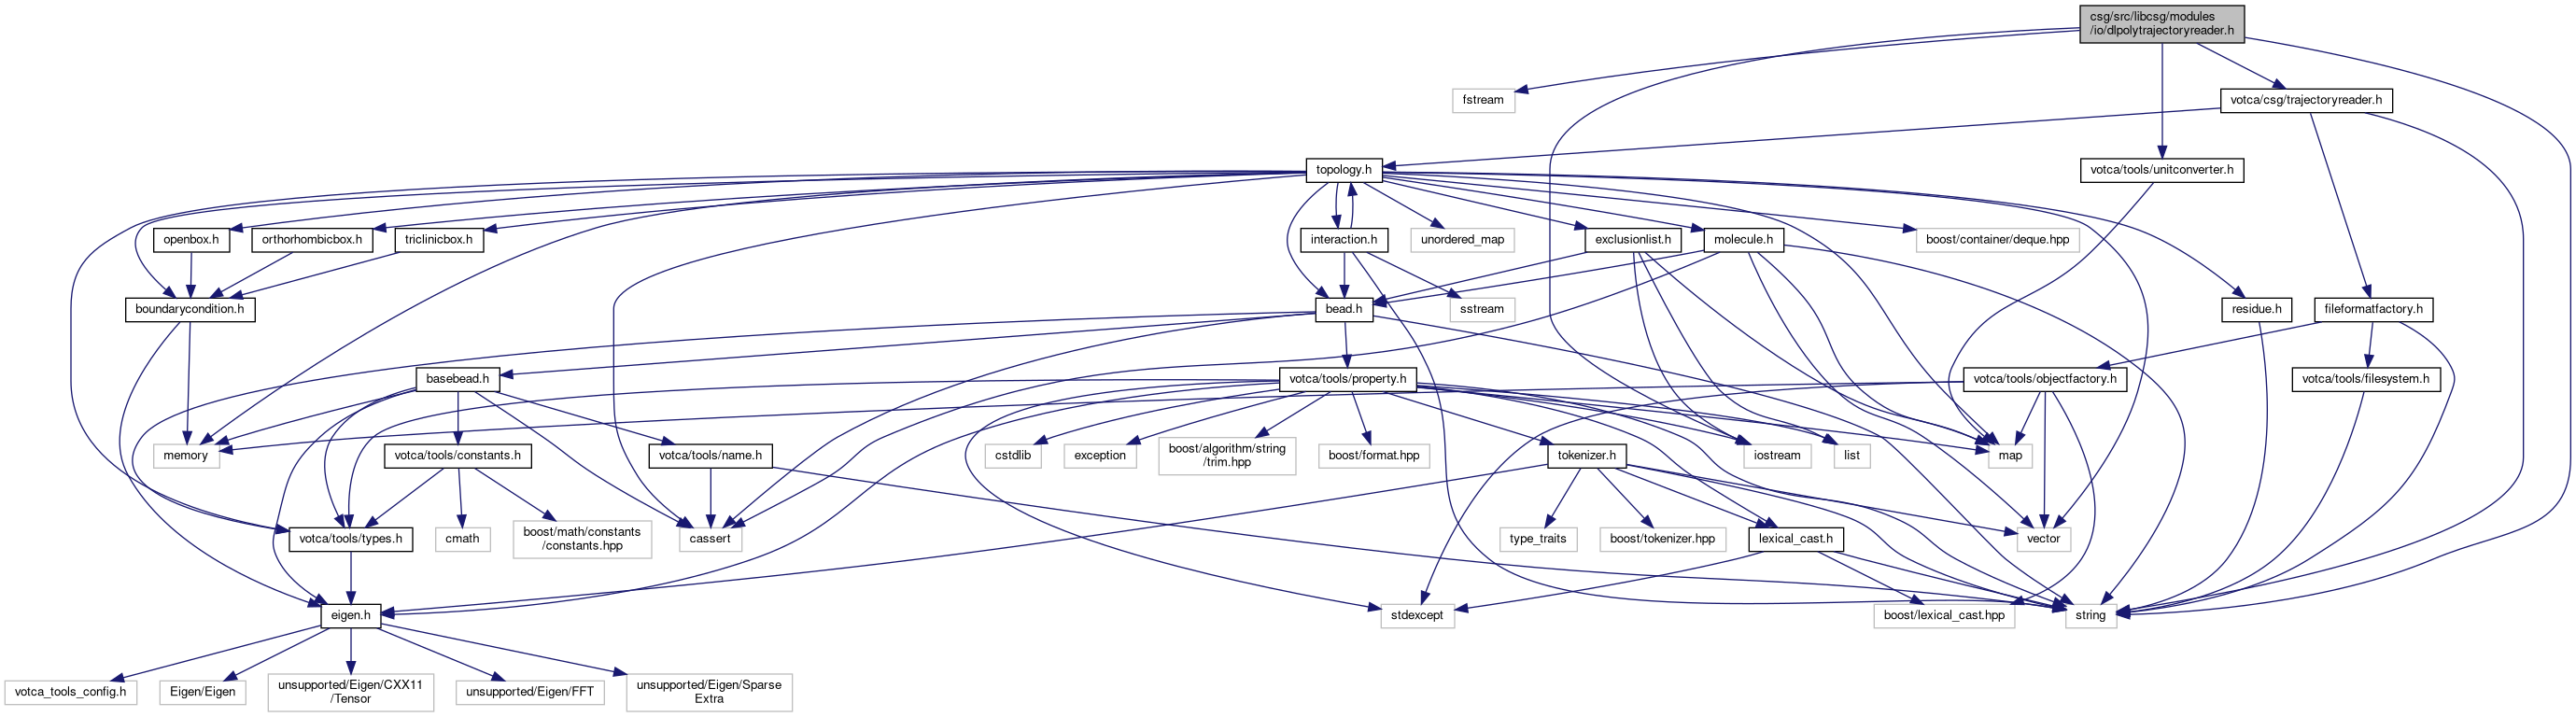 csg/src/libcsg/modules
/io/dlpolytrajectoryreader.h
fstream
votca/csg/trajectoryreader.h
topology.h
votca/tools/unitconverter.h
openbox.h
orthorhombicbox.h
triclinicbox.h
interaction.h
unordered_map
exclusionlist.h
molecule.h
boost/container/deque.hpp
boundarycondition.h
bead.h
sstream
residue.h
fileformatfactory.h
basebead.h
votca/tools/property.h
votca/tools/objectfactory.h
votca/tools/filesystem.h
memory
votca/tools/constants.h
votca/tools/name.h
cstdlib
exception
boost/algorithm/string
/trim.hpp
boost/format.hpp
tokenizer.h
iostream
list
map
votca/tools/types.h
cmath
boost/math/constants
/constants.hpp
cassert
type_traits
boost/tokenizer.hpp
lexical_cast.h
vector
eigen.h
stdexcept
boost/lexical_cast.hpp
string
votca_tools_config.h
Eigen/Eigen
unsupported/Eigen/CXX11
/Tensor
unsupported/Eigen/FFT
unsupported/Eigen/Sparse
Extra